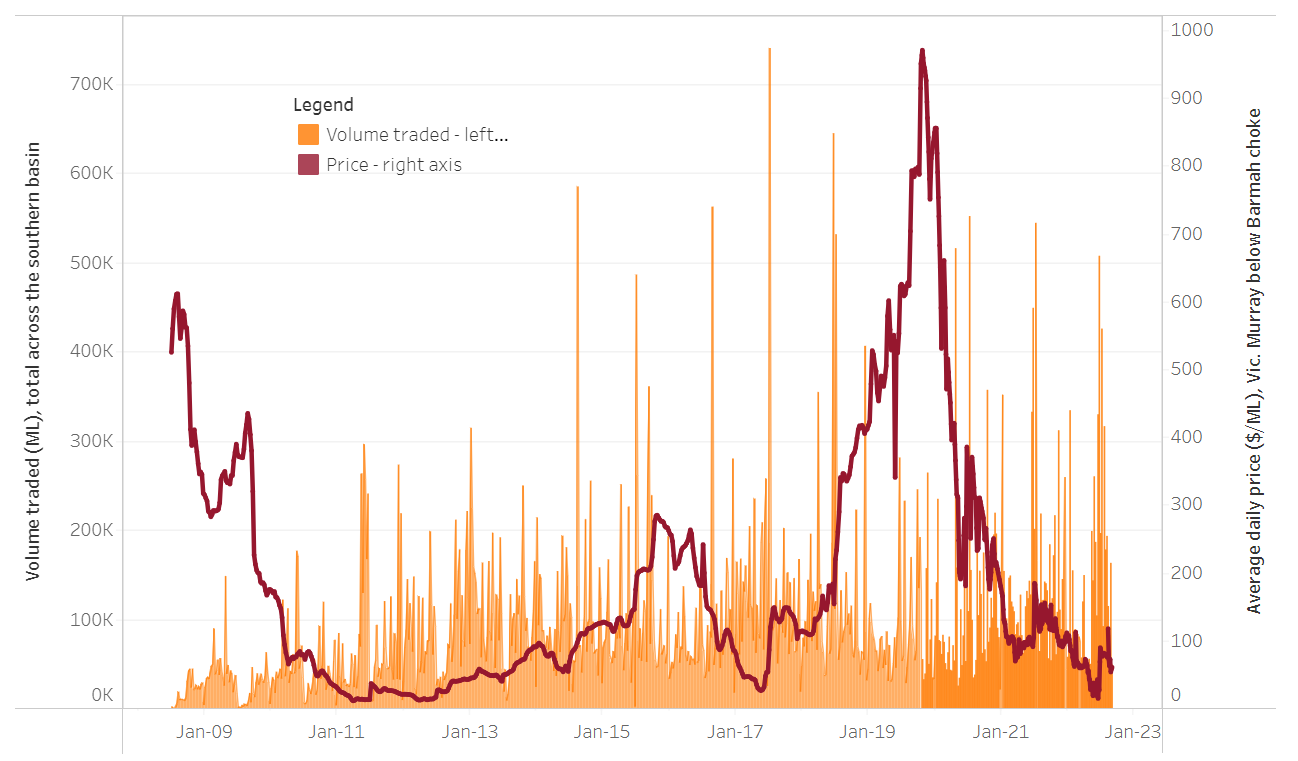 Volume traded (ML), total across the southern basin
700K
600K
500K
400K
300K
200K
100K
0K
Legend
Volume traded - left...
Price - right axis
1000
900
800
700
600
500
400
300
200
100
0
Average daily price ($/ML), Vic. Murray below Barmah choke
Jan-09
Jan-11
Jan-13
Jan-15
Jan-17
Jan-19
Jan-21
Jan-23